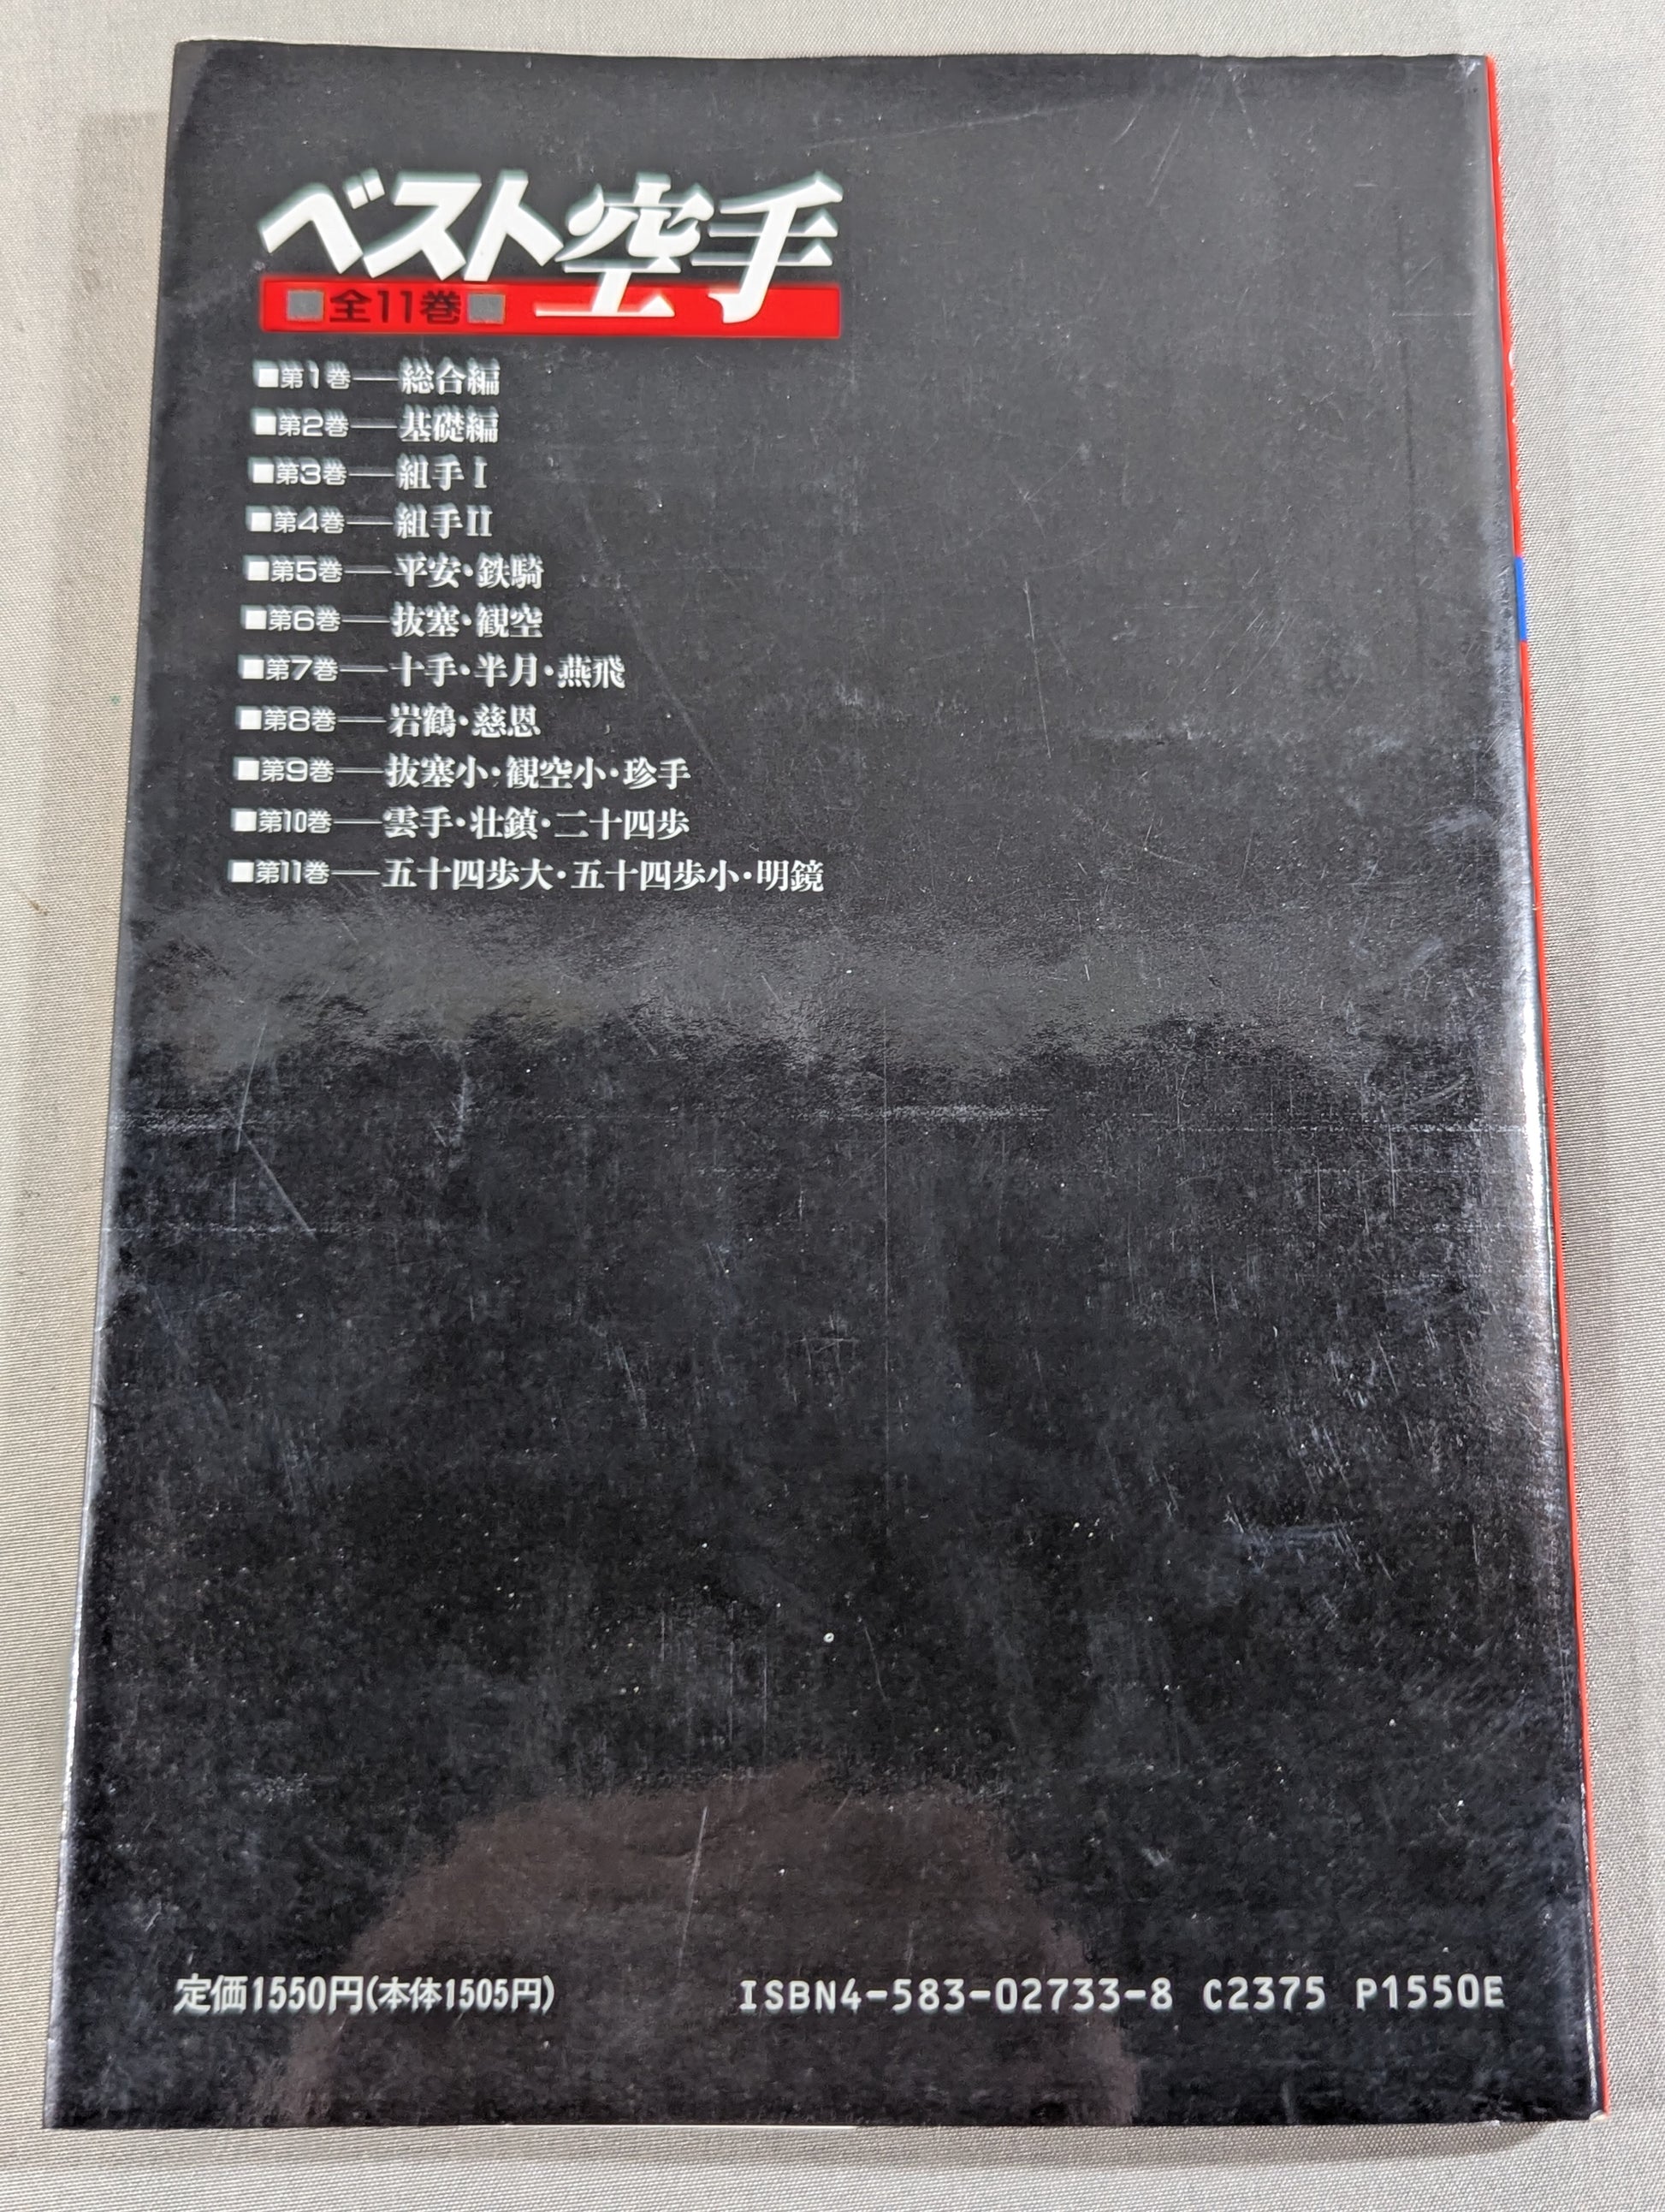 ベスト空手
■全11巻■
■第1巻──総合編
■第2巻──基礎編
■第3巻──組手Ⅰ
■第4巻──組手Ⅱ
■第5巻──平安・鉄騎
■第6巻──抜塞・観空
■第7巻──十手・半月・燕飛
■第8巻──岩鶴・慈恩
■第9巻──抜塞小・観空小・珍手
■第10巻──雲手・壮鎮・二十四歩
■第11巻──五十四歩大・五十四歩小・明鏡
定価1550円(本体1505円)
ISBN4-583-02733-8 C2375 P1550E